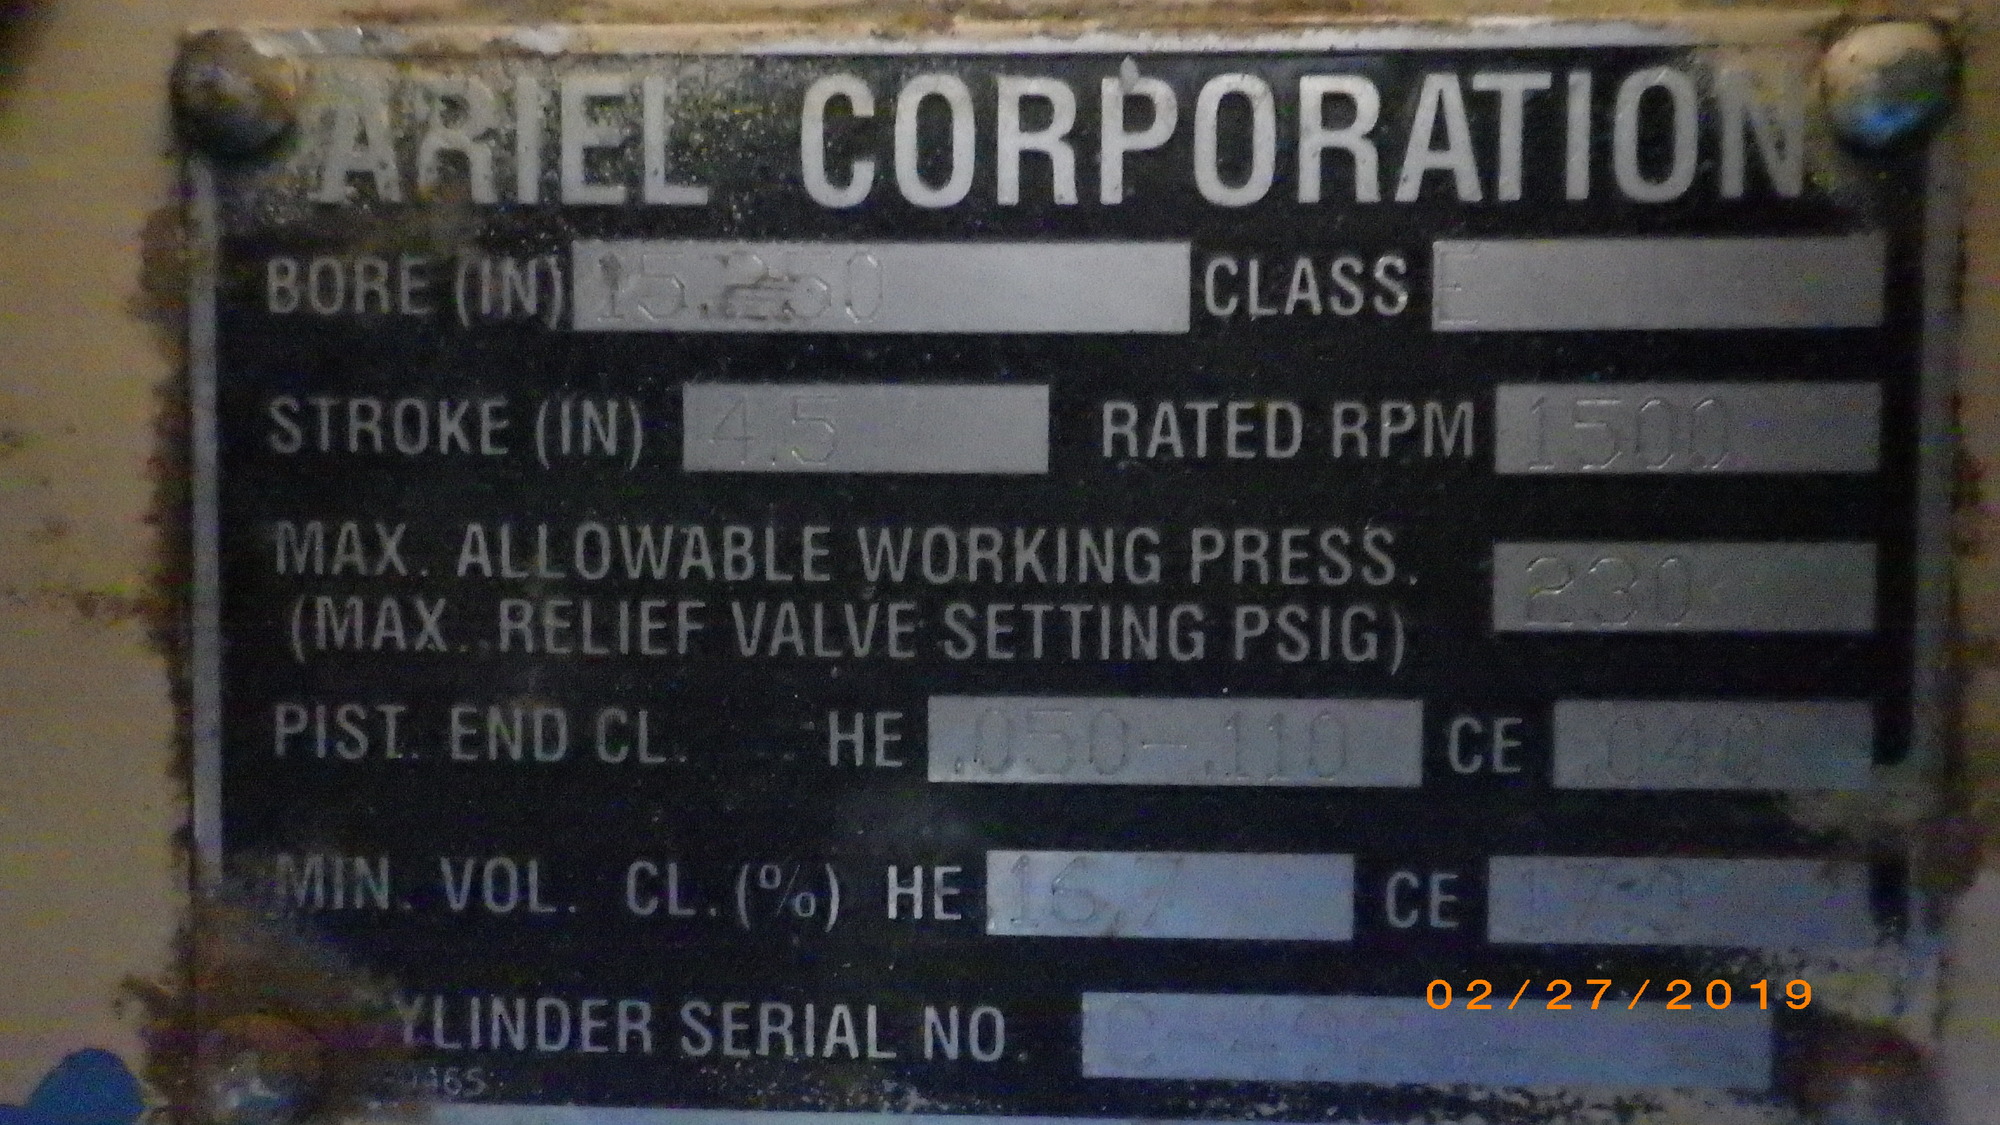 ARIEL CORPORATION
BORE (IN) 15.250 CLASS E
STROKE (IN) 4.5 RATED RPM 1500
MAX. ALLOWABLE WORKING PRESS. 230
(MAX. RELIEF VALVE SETTING PSIG)
PIST. END CL. HE .050-.110 CE .040
MIN. VOL. CL. (%) HE 16.7 CE
YLINDER SERIAL NO.
02/27/2019